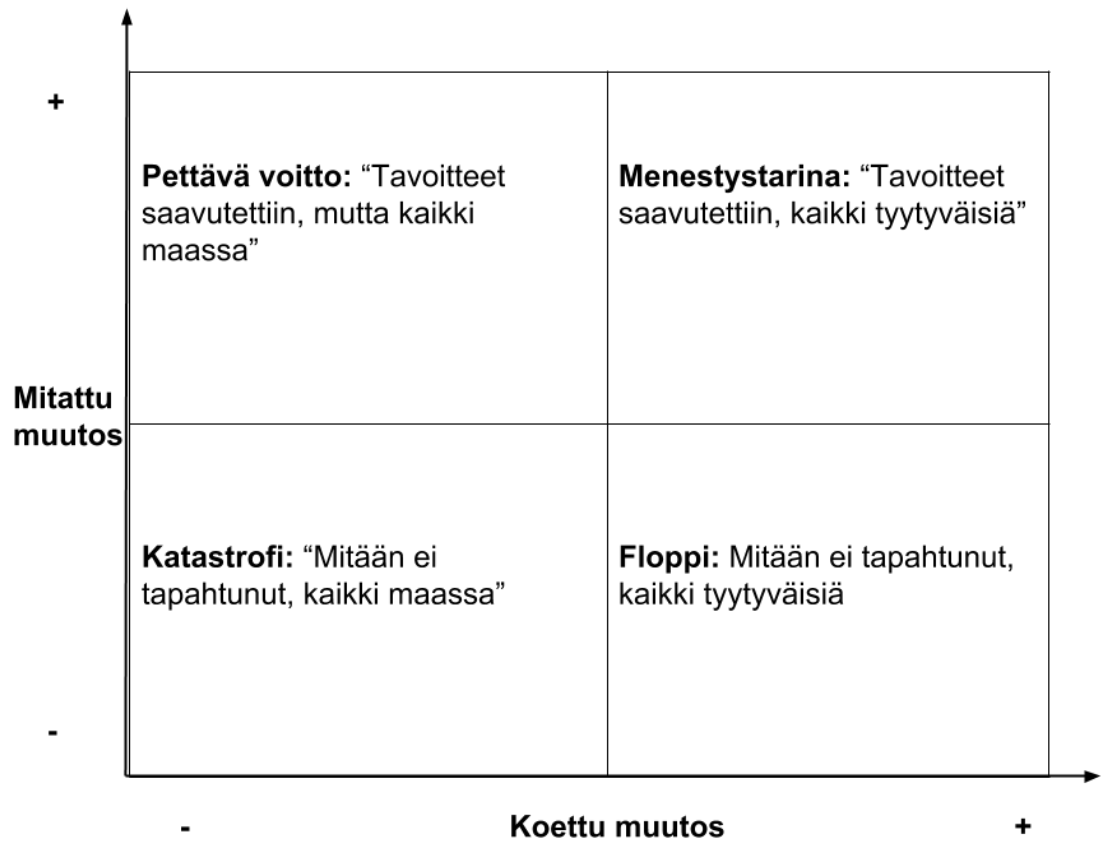 +
Pettävä voitto: “Tavoitteet
saavutettiin, mutta kaikki
maassa”
Menestystarina: “Tavoitteet
saavutettiin, kaikki tyytyväisiä”
Mitattu
muutos
Katastrofi: “Mitään ei
tapahtunut, kaikki maassa”
Floppi: Mitään ei tapahtunut,
kaikki tyytyväisiä
-
-
Koettu muutos
+